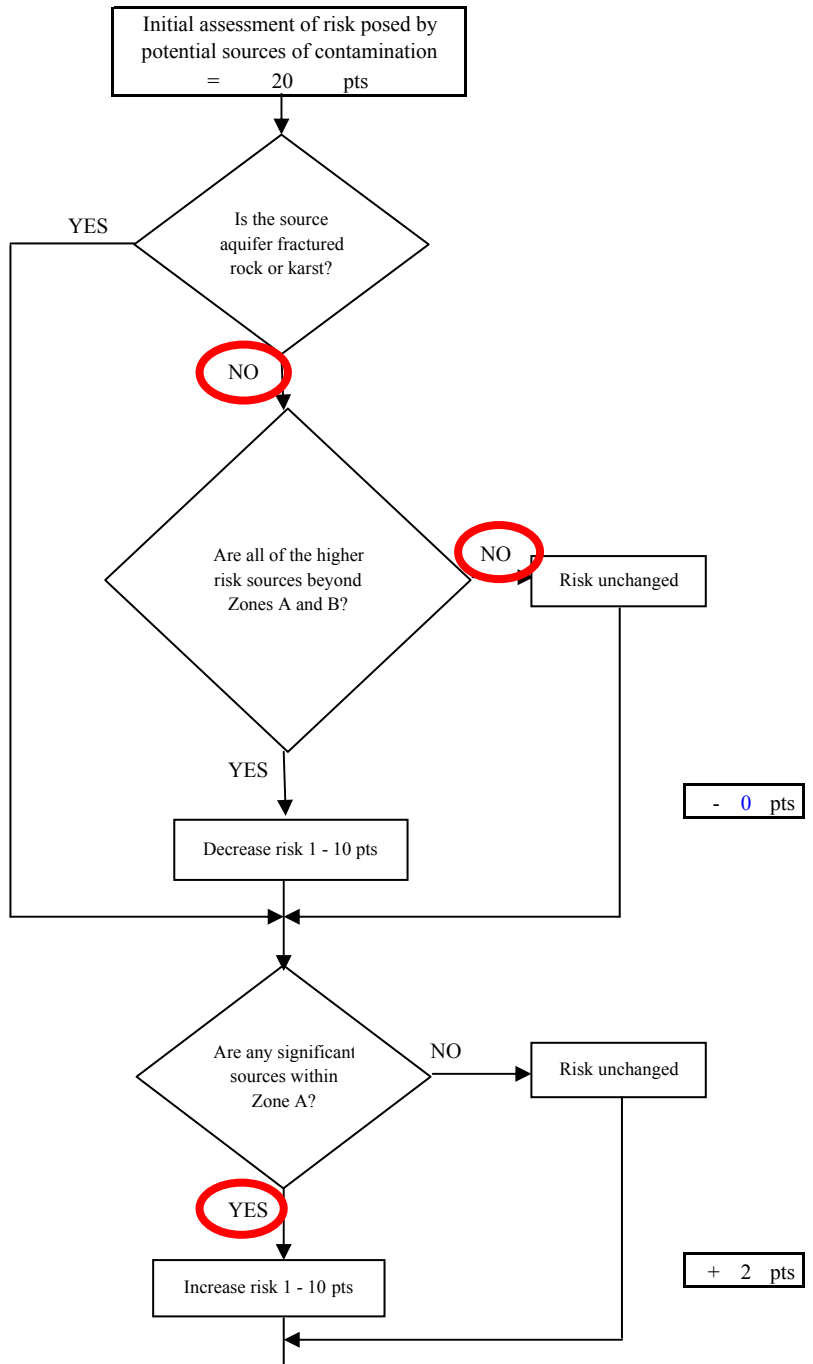 Initial assessment of risk posed by
potential sources of contamination
= 20 pts
YES
Is the source
aquifer fractured
rock or karst?
NO
Are all of the higher
risk sources beyond
Zones A and B?
NO
Risk unchanged
YES
- 0 pts
Decrease risk 1 - 10 pts
Are any significant
sources within
Zone A?
NO
Risk unchanged
YES
+ 2 pts
Increase risk 1 - 10 pts